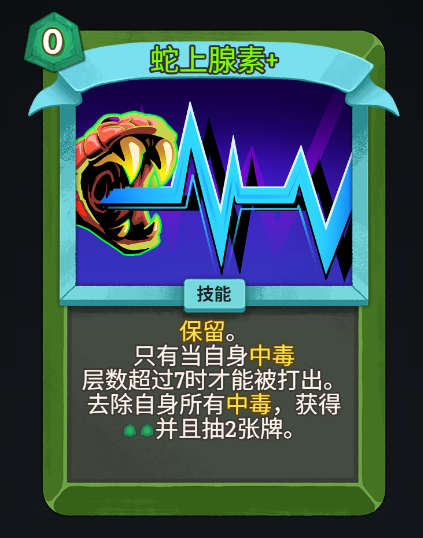 0
蛇上腺素+
技能
保留。
只有当自身中毒
层数超过7时才能被打出。
去除自身所有中毒，获得
并且抽2张牌。